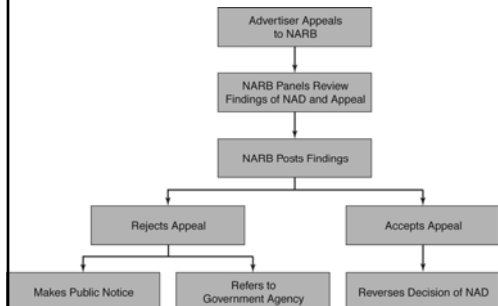 Advertiser Appeals
to NARB
NARB Panels Review
Findings of NAD and Appeal
NARB Posts Findings
Rejects Appeal
Accepts Appeal
Makes Public Notice
Refers to
Government Agency
Reverses Decision of NAD